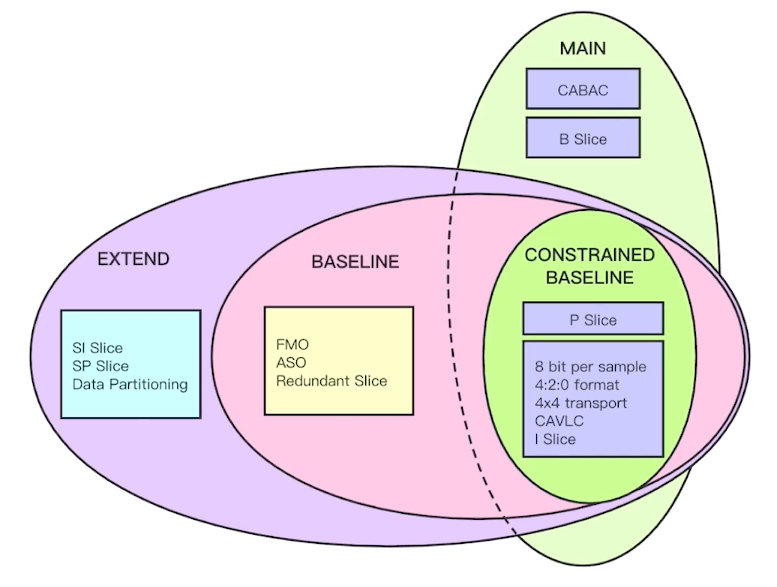 MAIN
CABAC
B Slice
EXTEND
SI Slice
SP Slice
Data Partitioning
BASELINE
FMO
ASO
Redundant Slice
CONSTRAINED
BASELINE
P Slice
8 bit per sample
4:2:0 format
4x4 transport
CAVLC
I Slice